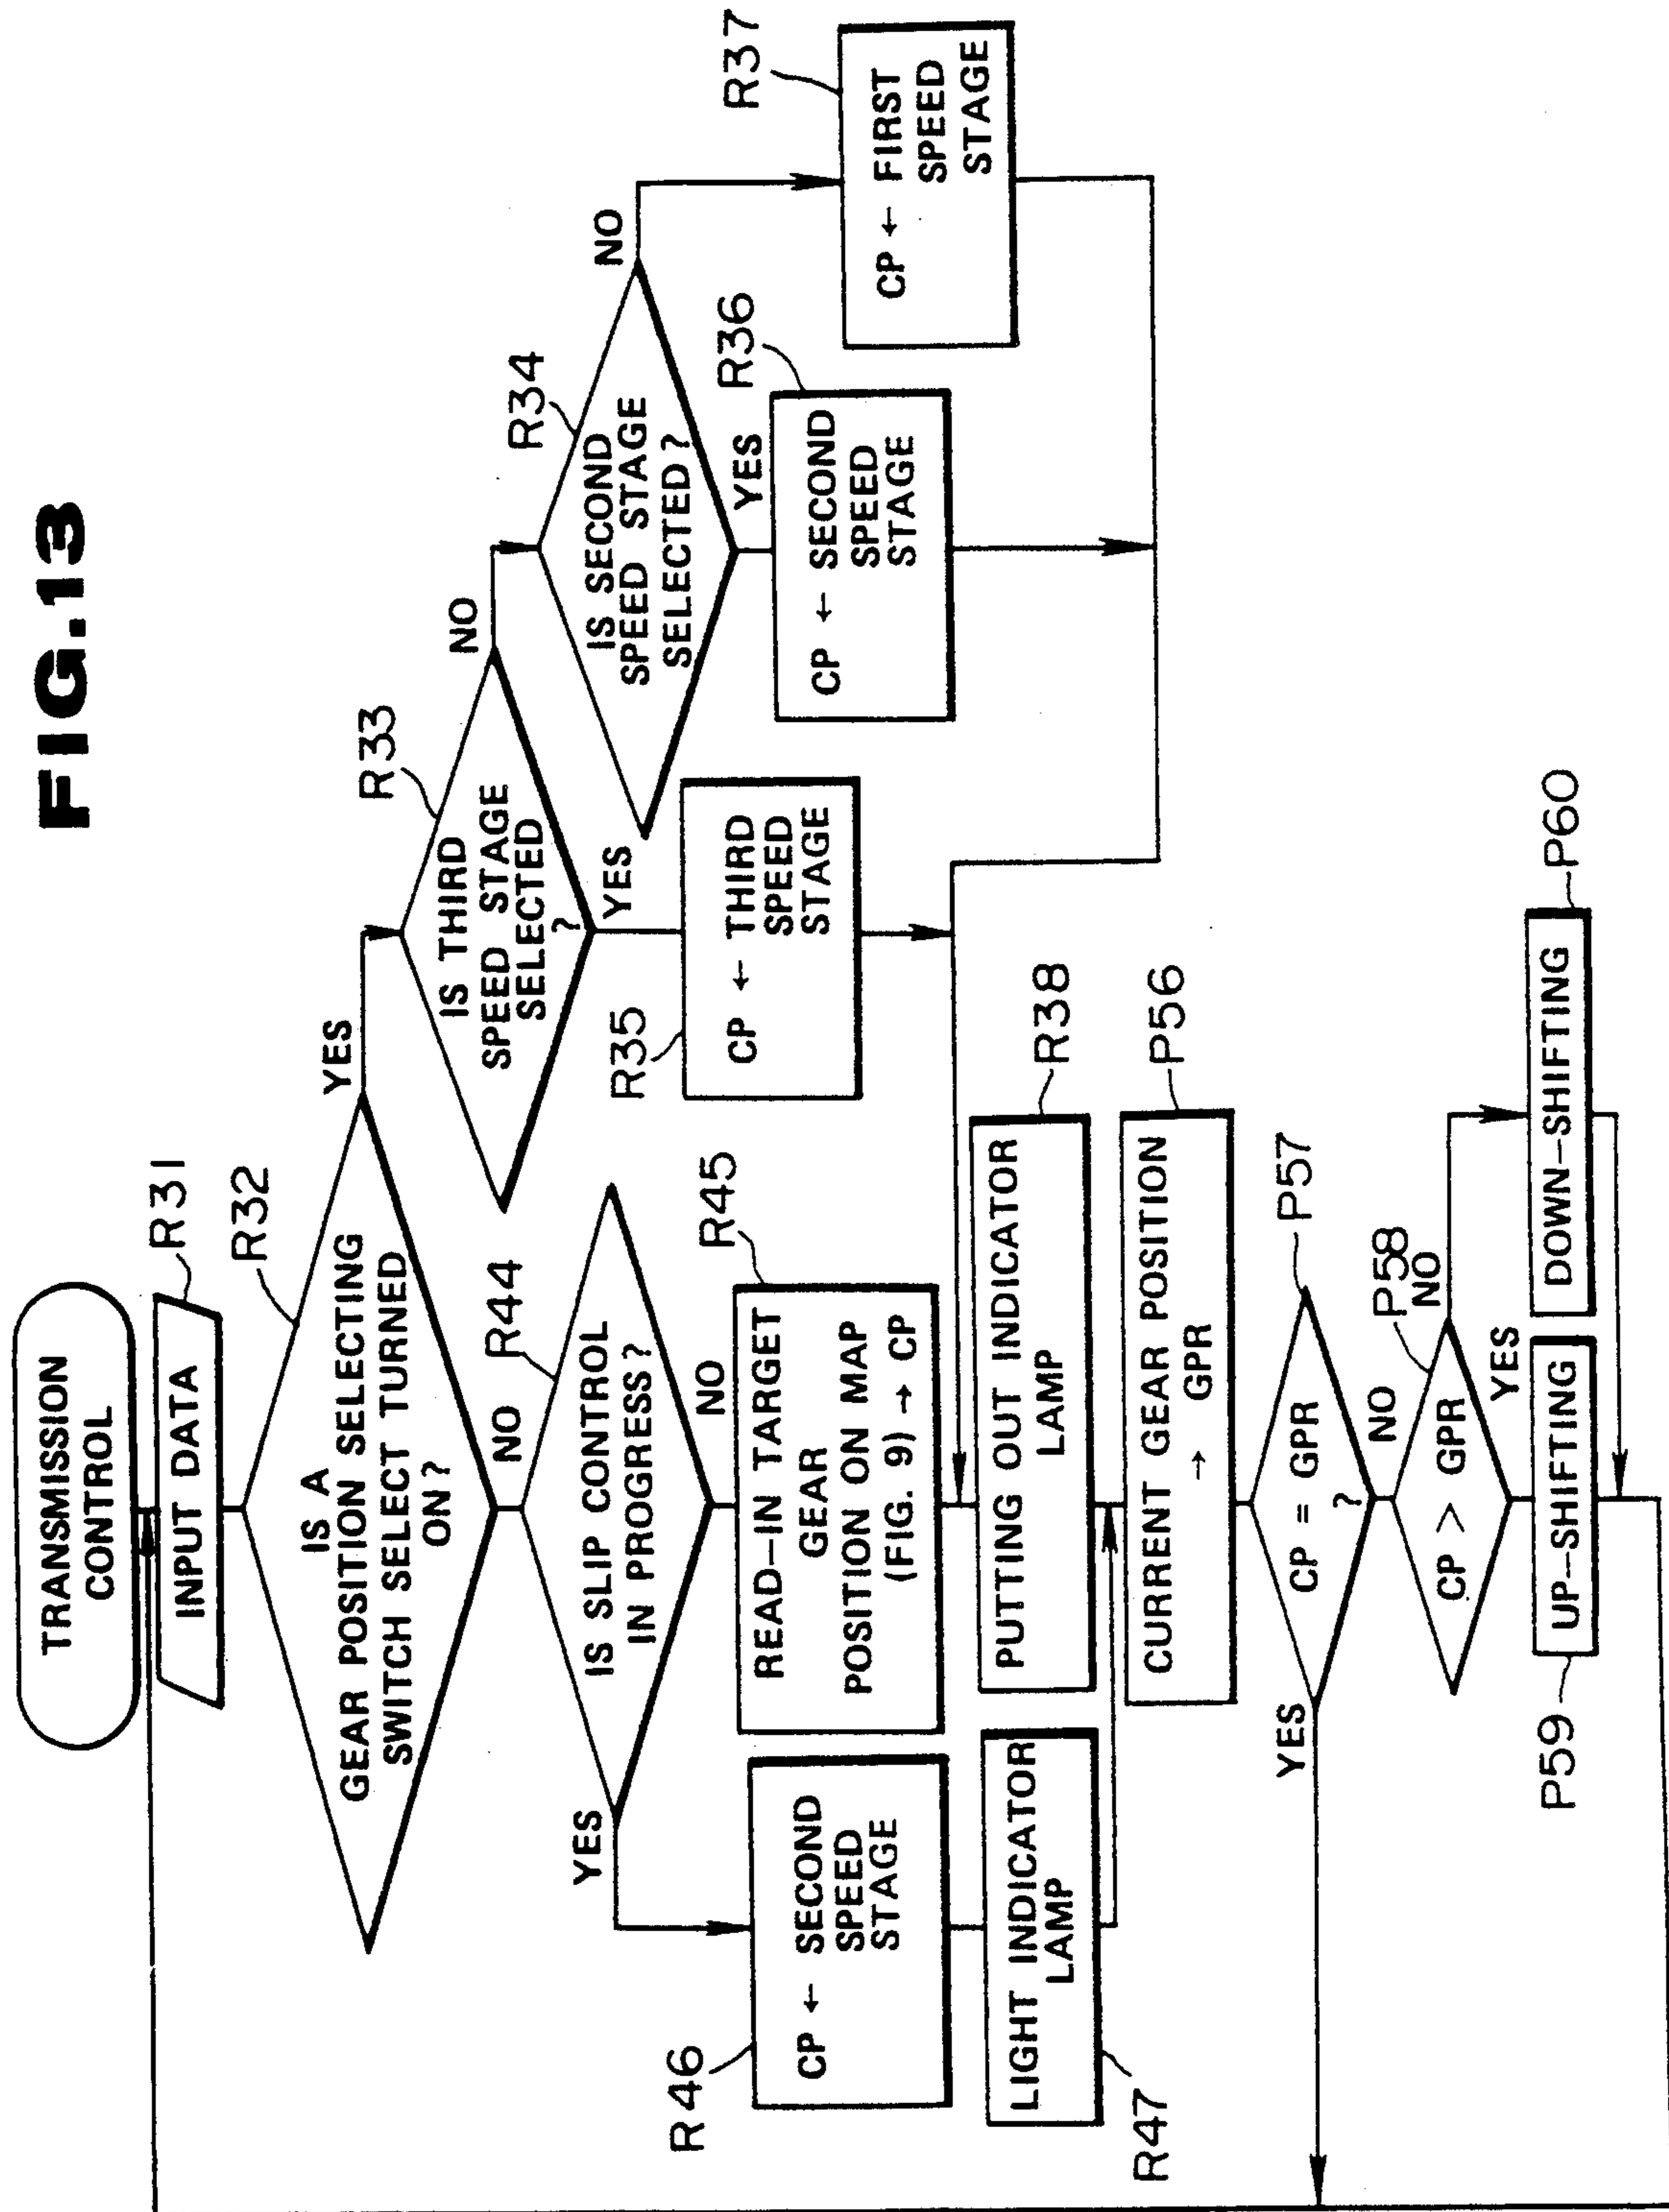 FIG.13
TRANSMISSION
CONTROL
R31
INPUT DATA
R32
IS A
GEAR POSITION SELECTING
SWITCH SELECT TURNED
ON?
YES
NO
R33
IS THIRD
SPEED STAGE
SELECTED
?
NO
YES
R34
IS SECOND
SPEED STAGE
SELECTED?
NO
YES
R35
CP ← THIRD
SPEED
STAGE
R36
CP ← SECOND
SPEED
STAGE
R37
CP ← FIRST
SPEED
STAGE
R44
IS SLIP CONTROL
IN PROGRESS?
YES
NO
R45
READ-IN TARGET
GEAR
POSITION ON MAP
(FIG. 9) → CP
R46
CP ← SECOND
SPEED
STAGE
R47
LIGHT INDICATOR
LAMP
R38
PUTTING OUT INDICATOR
LAMP
P56
CURRENT GEAR POSITION
→ GPR
P57
CP = GPR
?
YES
NO
P58
CP > GPR
NO
YES
P59
UP-SHIFTING
P60
DOWN-SHIFTING